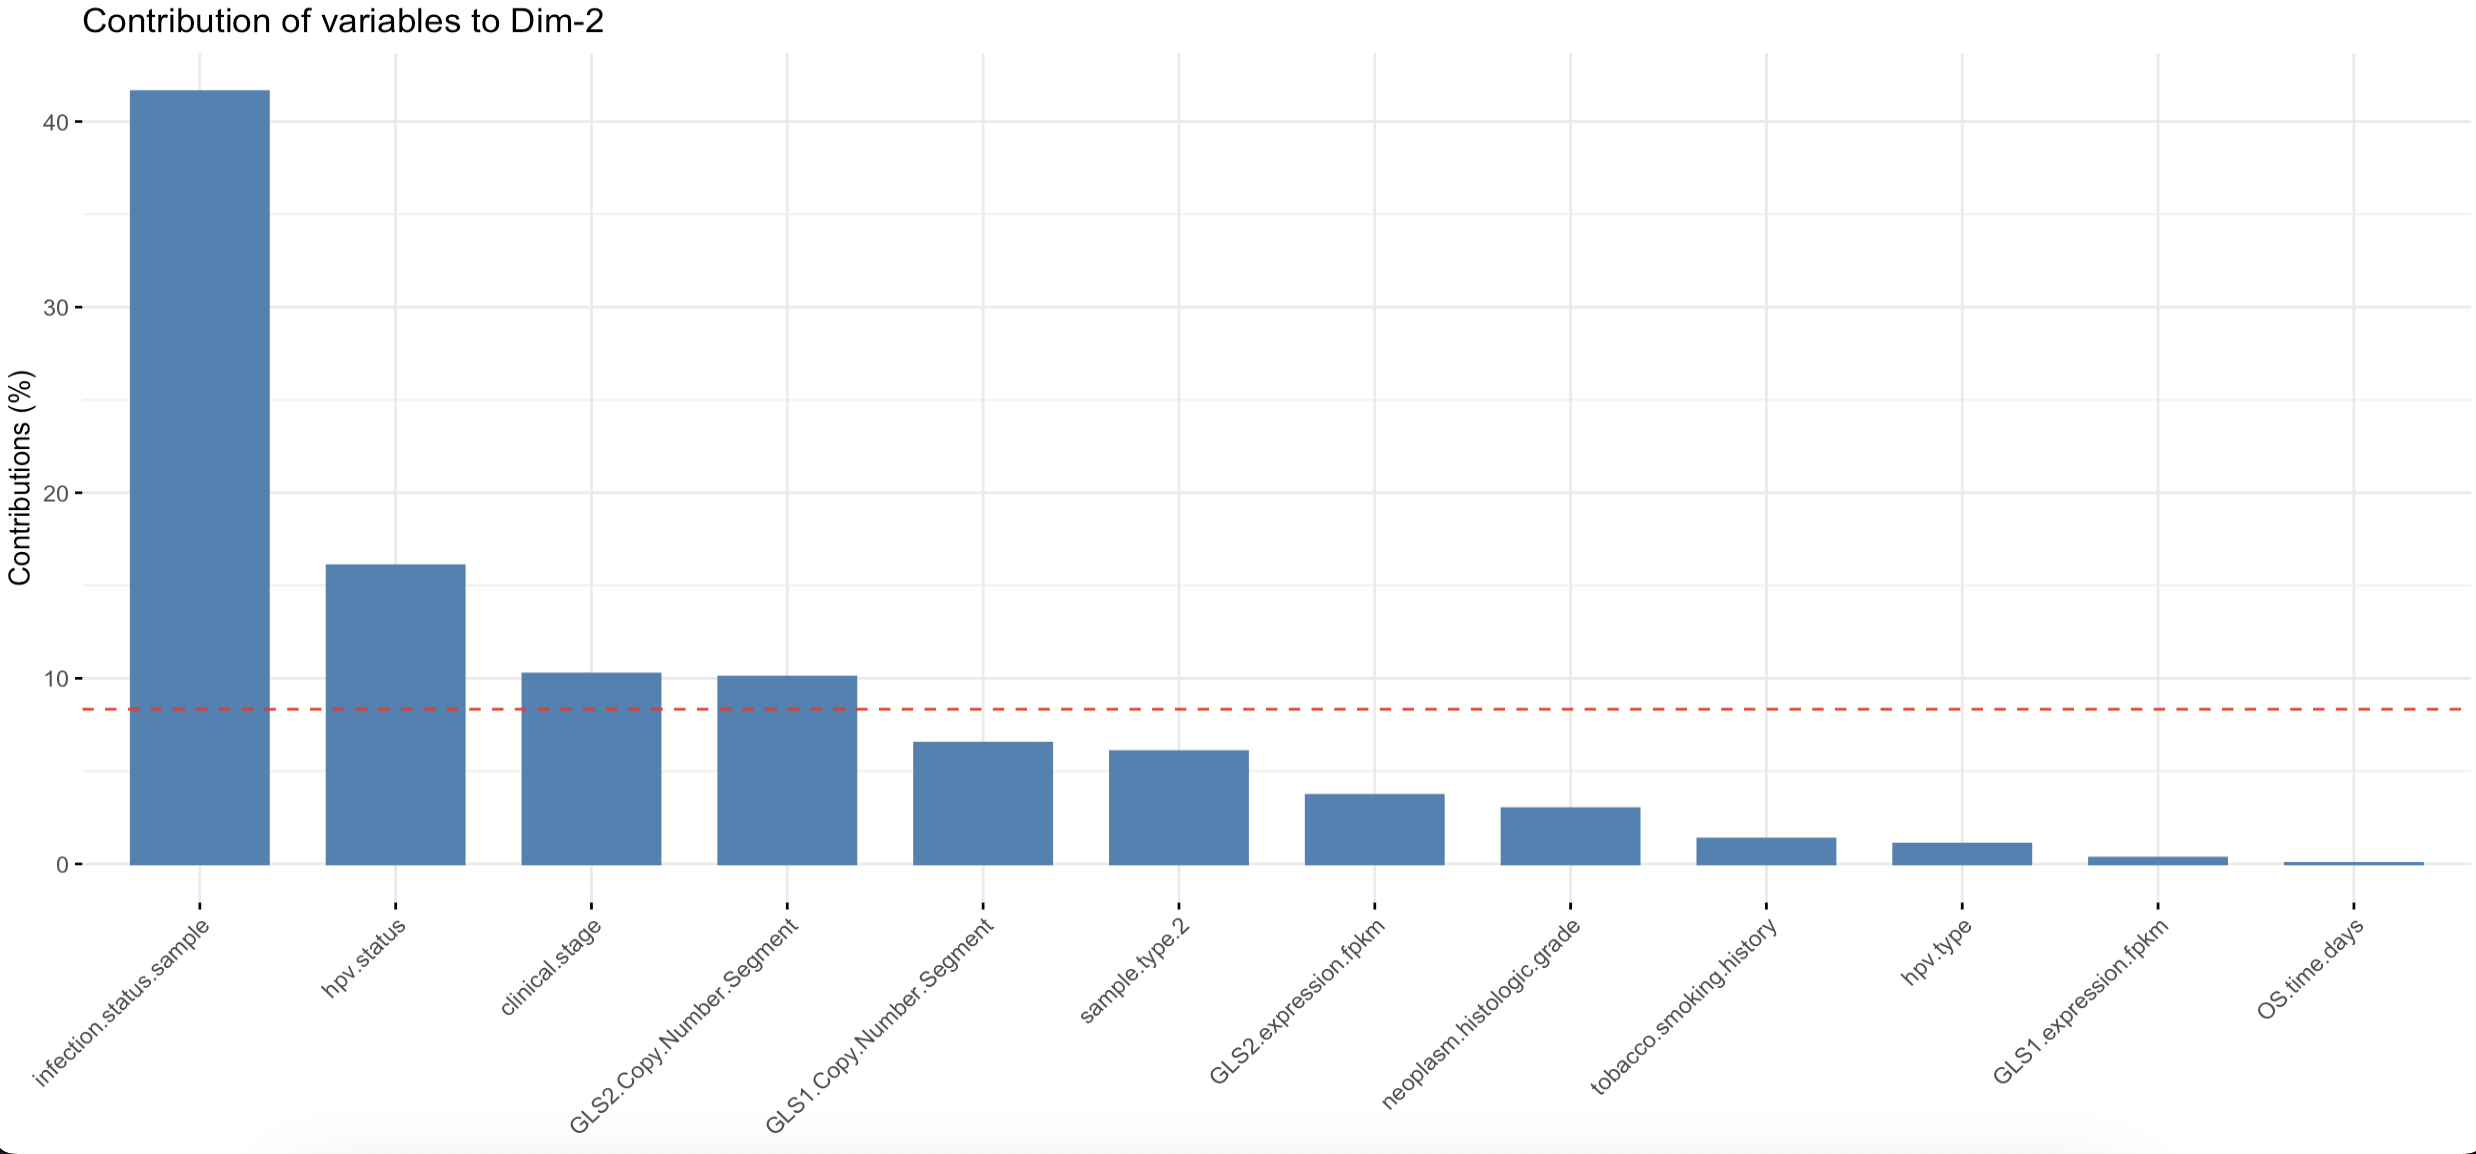 Contribution of variables to Dim-2
Contributions (%)
40
30
20
10
0
infection.status.sample
hpv.status
clinical.stage
GLS2.Copy.Number.Segment
GLS1.Copy.Number.Segment
sample.type.2
GLS2.expression.fpkm
neoplasm.histologic.grade
tobacco.smoking.history
hpv.type
GLS1.expression.fpkm
OS.time.days